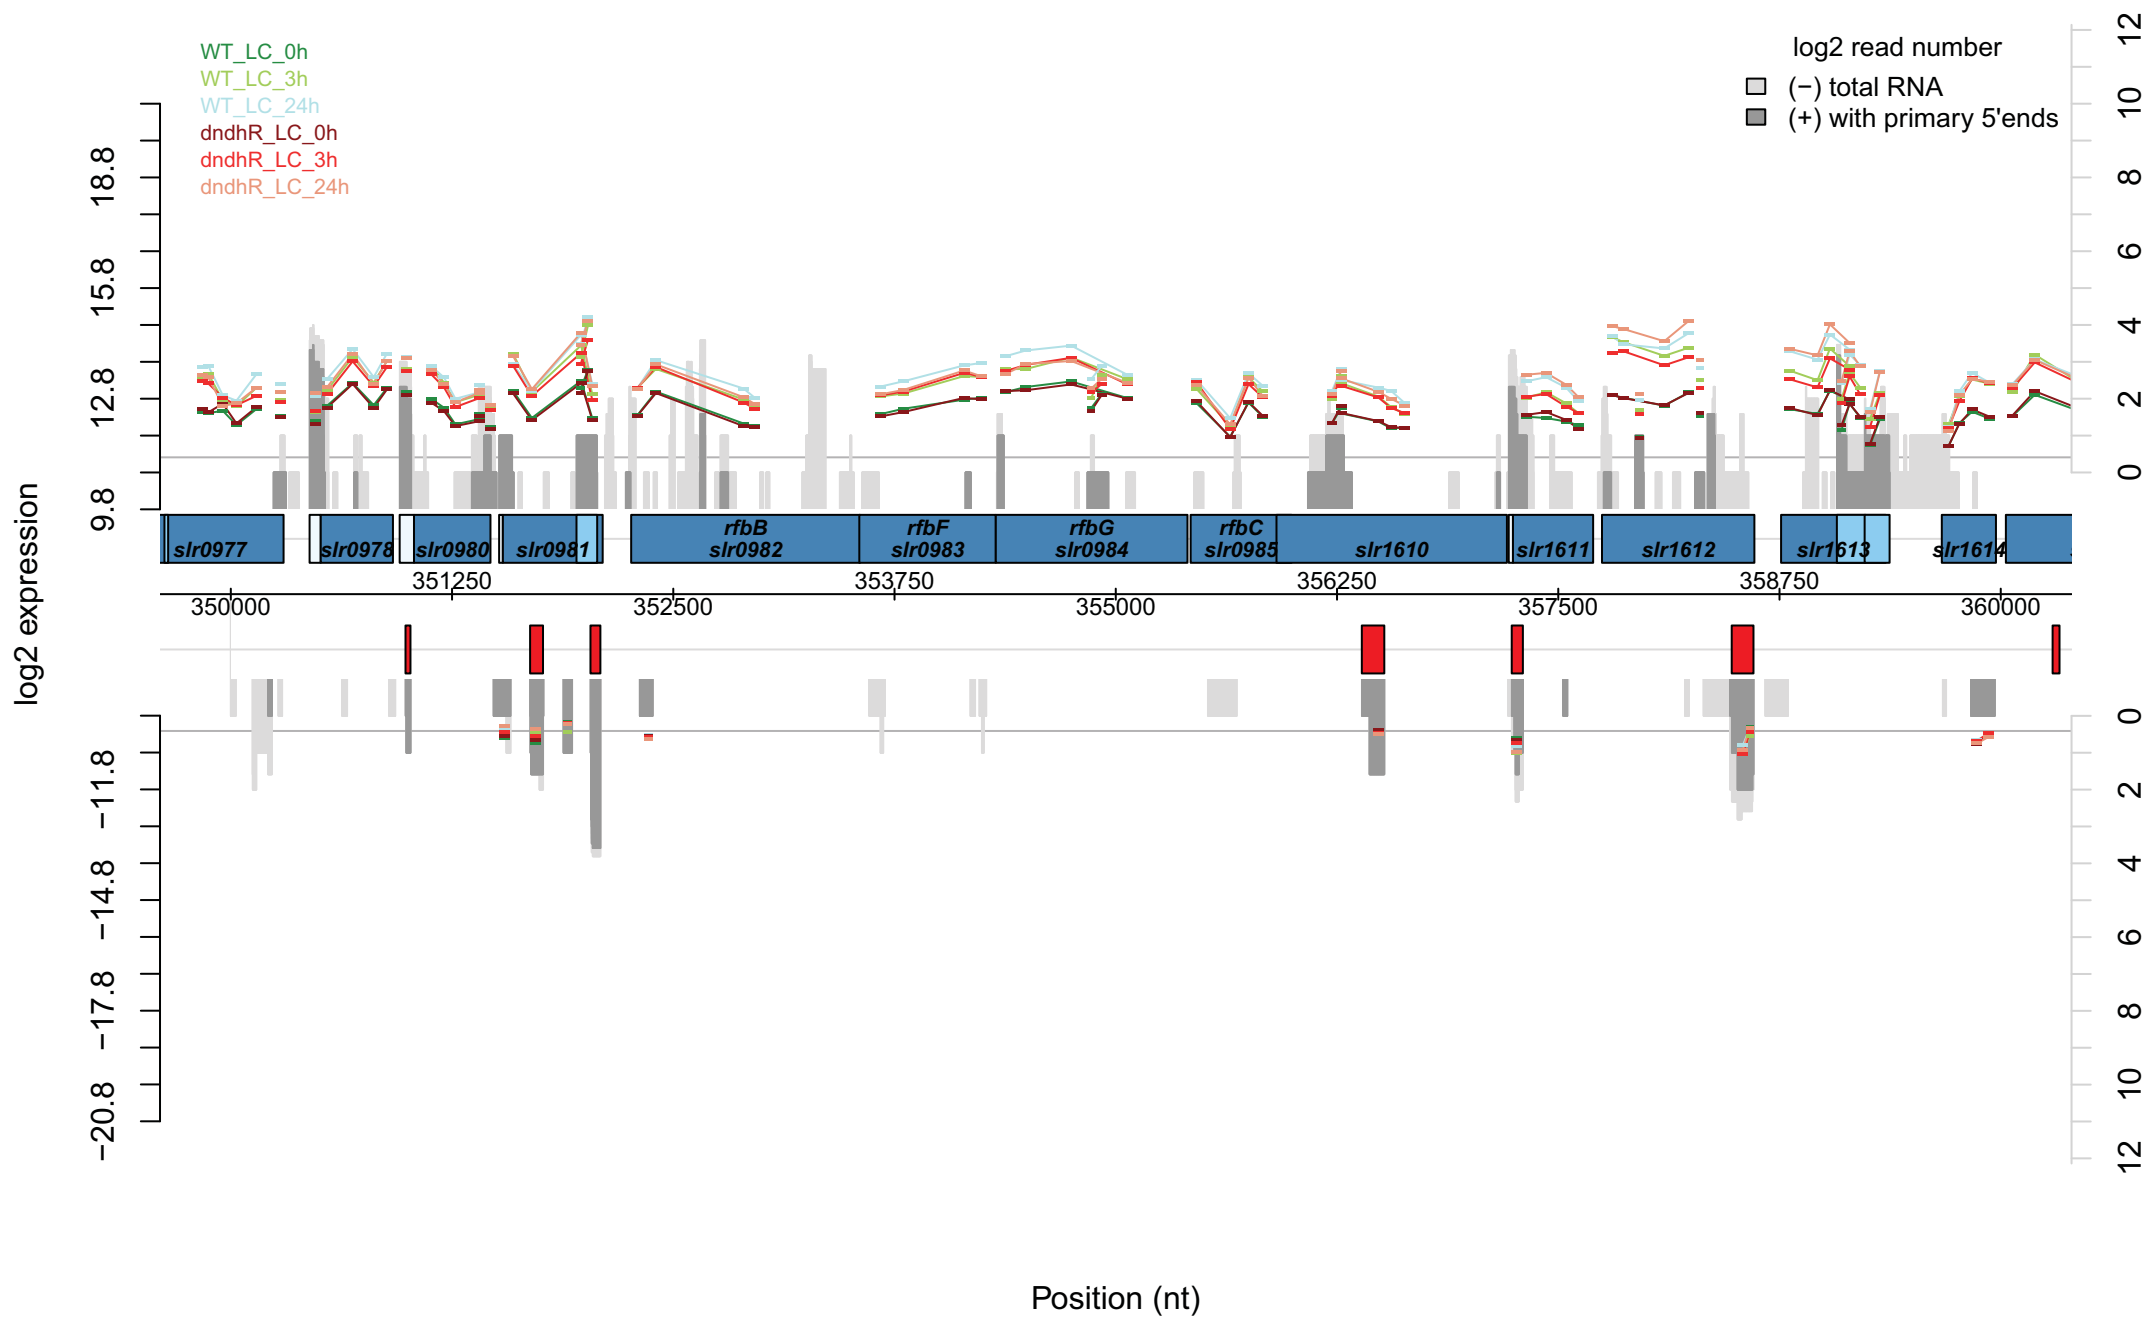 WT_LC_0h
WT_LC_3h
WT_LC_24h
dndhR_LC_0h
dndhR_LC_3h
dndhR_LC_24h
log2 read number
(−) total RNA
(+) with primary 5'ends
log2 expression
18.8
15.8
12.8
9.8
12
10
8
6
4
2
0
slr0977
slr0978
slr0980
slr0981
rfbB
slr0982
rfbF
slr0983
rfbG
slr0984
rfbC
slr0985
slr1610
slr1611
slr1612
slr1613
slr1614
351250
353750
356250
358750
350000
352500
355000
357500
360000
−11.8
−14.8
−17.8
−20.8
0
2
4
6
8
10
12
Position (nt)